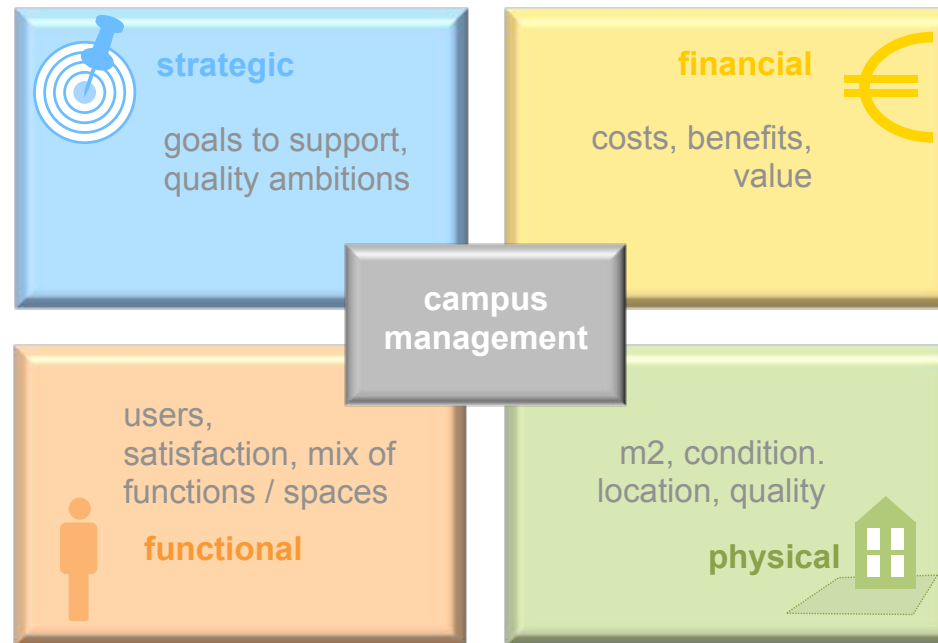 strategic
goals to support,
quality ambitions
financial
costs, benefits,
value
campus
management
users,
satisfaction, mix of
functions / spaces
functional
m2, condition.
location, quality
physical